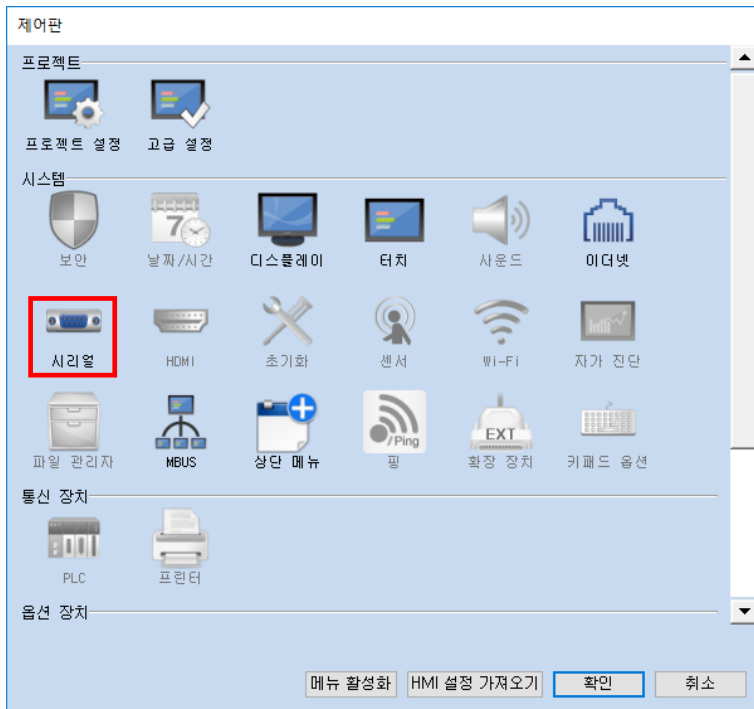 제어판
프로젝트
프로젝트 설정 고급 설정
시스템
7
보안 날짜/시간 디스플레이 터치 사운드 이더넷
시리얼 HDMI 초기화 센서 Wi-Fi 자가 진단
/Ping EXT
파일 관리자 MBUS 상단 메뉴 핑 확장 장치 키패드 옵션
통신 장치
PLC 프린터
옵션 장치
메뉴 활성화 HMI 설정 가져오기 확인 취소